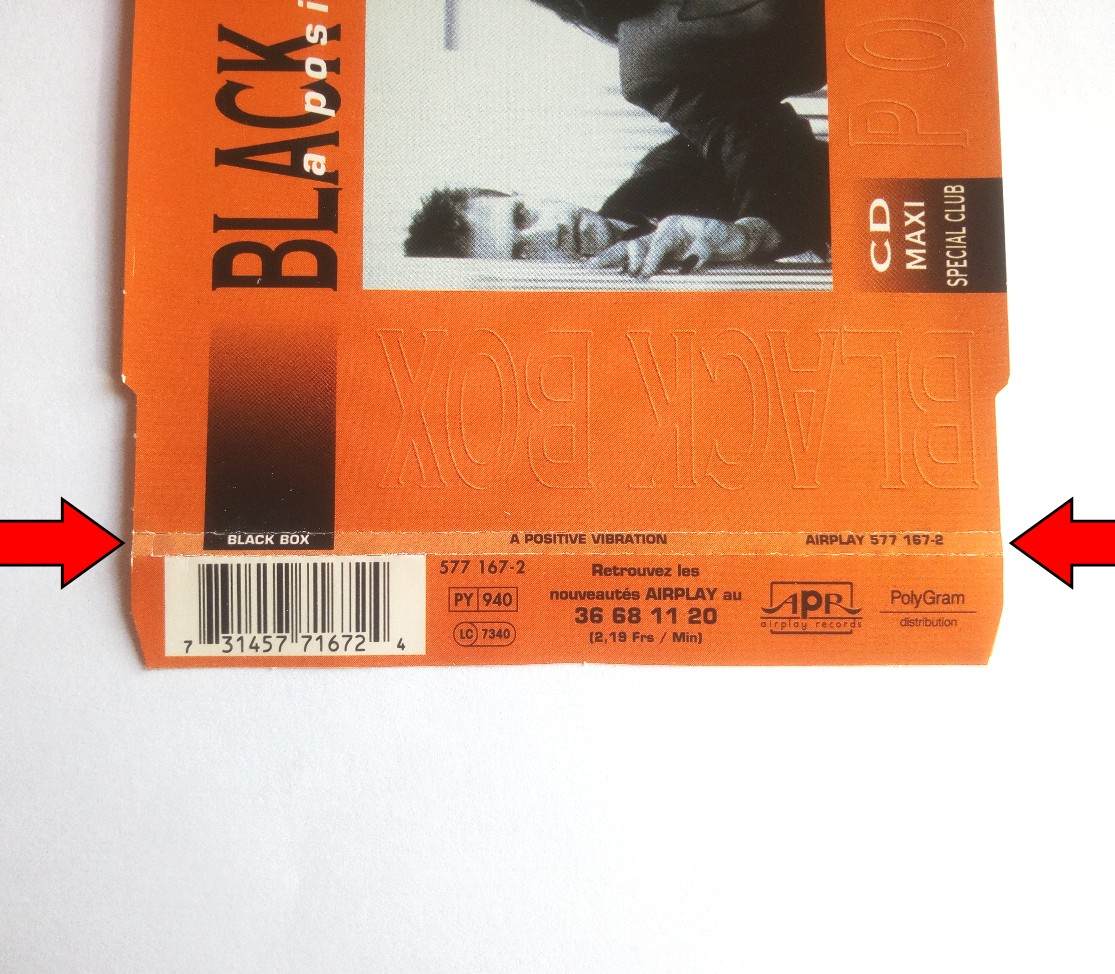 BLACK
a posi
PO
CD
MAXI
SPECIAL CLUB
BLACK BOX
BLACK BOX
A POSITIVE VIBRATION
AIRPLAY 577 167-2
7 31457 71672 4
577 167-2
PY 940
LC 7340
Retrouvez les
nouveautés AIRPLAY au
36 68 11 20
(2,19 Frs / Min)
APR
airplay records
PolyGram
distribution